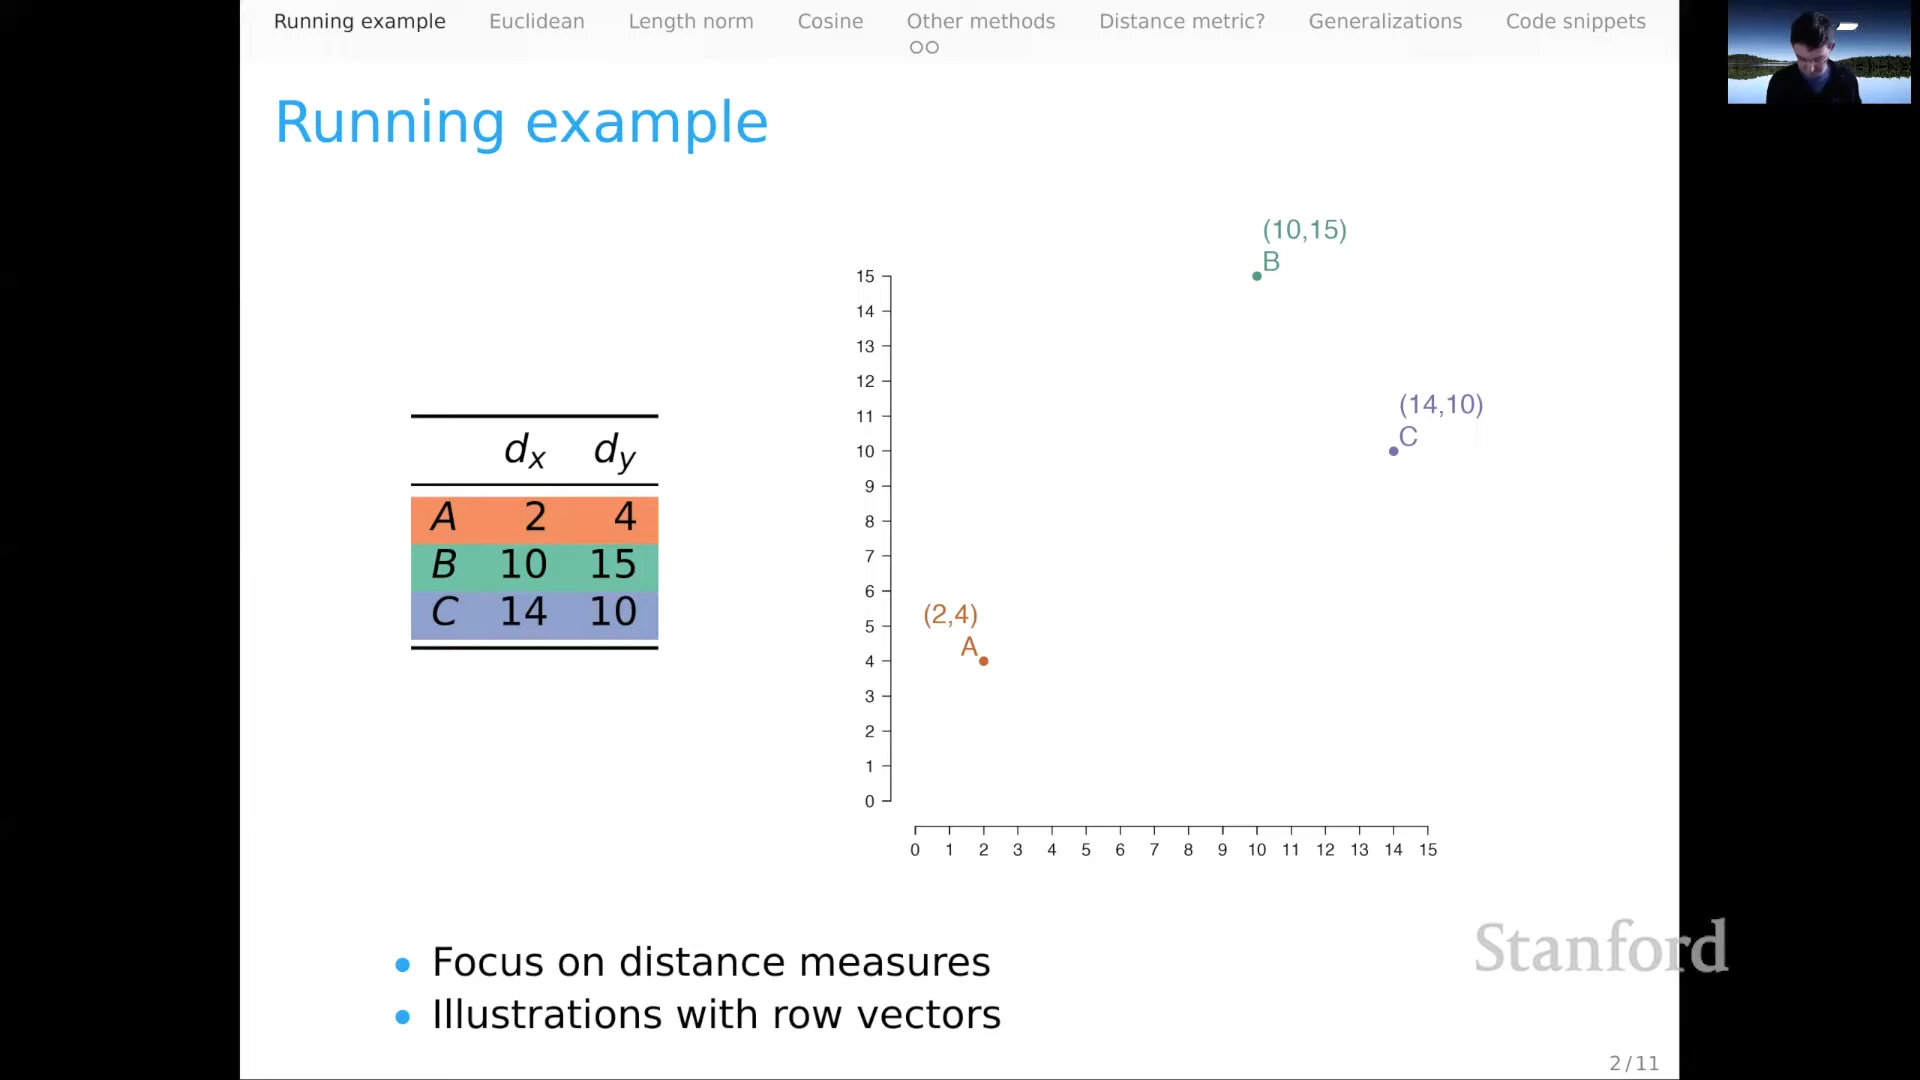 Running example Euclidean Length norm Cosine Other methods Distance metric? Generalizations Code snippets
Running example
d_x d_y
A 2 4
B 10 15
C 14 10
(10,15)
B
(14,10)
C
(2,4)
A
15
14
13
12
11
10
9
8
7
6
5
4
3
2
1
0
0 1 2 3 4 5 6 7 8 9 10 11 12 13 14 15
• Focus on distance measures
• Illustrations with row vectors
Stanford
2/11